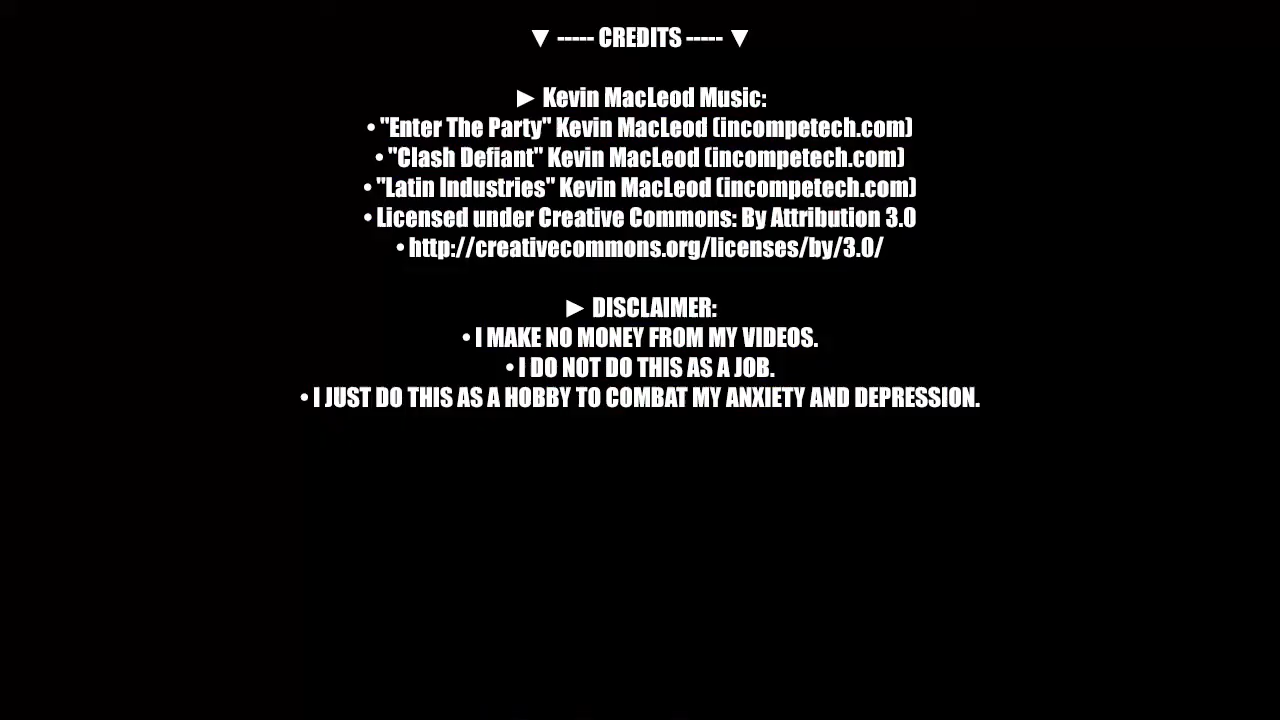 ▼ ----- CREDITS ----- ▼
► Kevin MacLeod Music:
• "Enter The Party" Kevin MacLeod (incompetech.com)
• "Clash Defiant" Kevin MacLeod (incompetech.com)
• "Latin Industries" Kevin MacLeod (incompetech.com)
• Licensed under Creative Commons: By Attribution 3.0
• http://creativecommons.org/licenses/by/3.0/
► DISCLAIMER:
• I MAKE NO MONEY FROM MY VIDEOS.
• I DO NOT DO THIS AS A JOB.
• I JUST DO THIS AS A HOBBY TO COMBAT MY ANXIETY AND DEPRESSION.